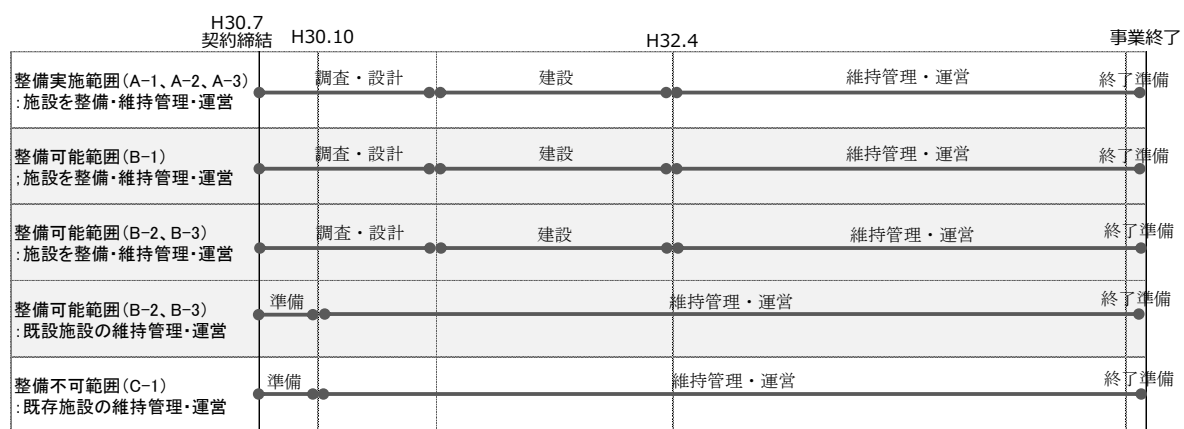 H30.7
契約締結
H30.10
H32.4
事業終了
整備実施範囲(A-1、A-2、A-3)
:施設を整備・維持管理・運営
調査・設計
建設
維持管理・運営
終了準備
整備可能範囲(B-1)
;施設を整備・維持管理・運営
調査・設計
建設
維持管理・運営
終了準備
整備可能範囲(B-2、B-3)
:施設を整備・維持管理・運営
調査・設計
建設
維持管理・運営
終了準備
整備可能範囲(B-2、B-3)
:既設施設の維持管理・運営
準備
維持管理・運営
終了準備
整備不可範囲(C-1)
:既存施設の維持管理・運営
準備
維持管理・運営
終了準備